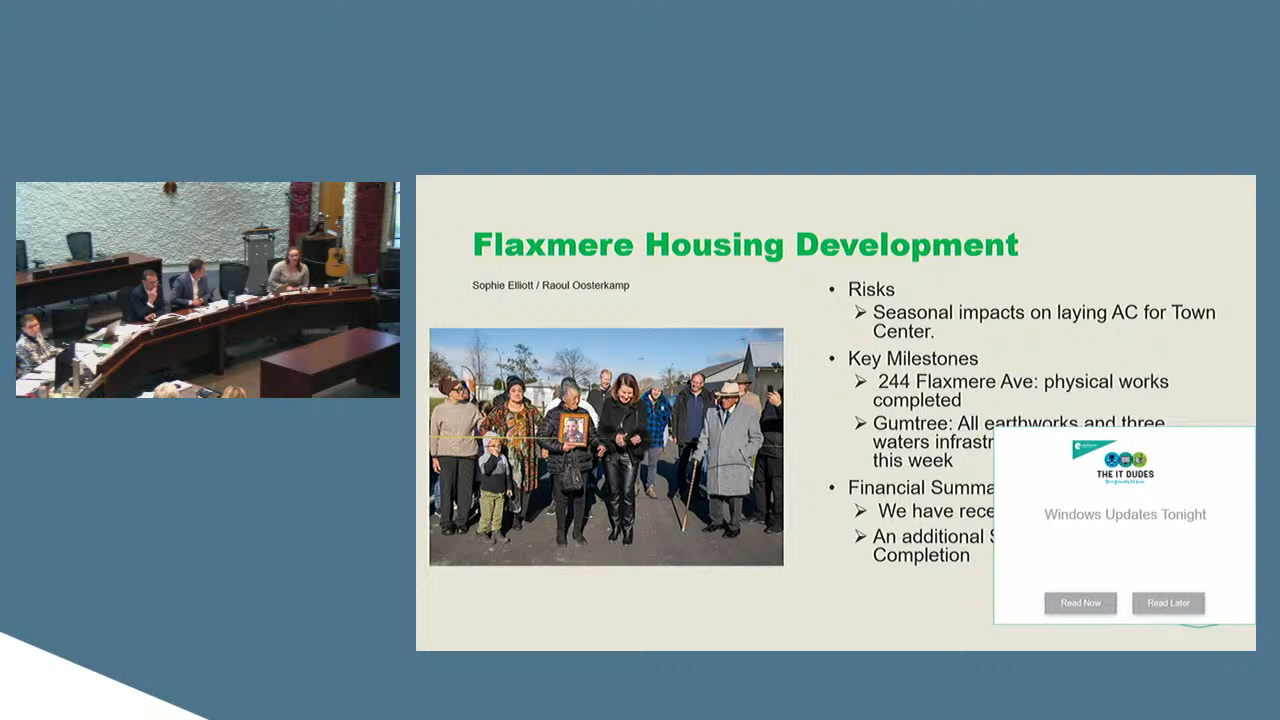 Flaxmere Housing Development
Sophie Elliott / Raoul Oosterkamp
• Risks
➢ Seasonal impacts on laying AC for Town
Center.
• Key Milestones
➢ 244 Flaxmere Ave: physical works
completed
➢ Gumtree: All earthworks and three
waters infrastr
this week
• Financial Summa
➢ We have rece
➢ An additional S
Completion
THE IT DUDES
Windows Updates Tonight
Read Now
Read Later